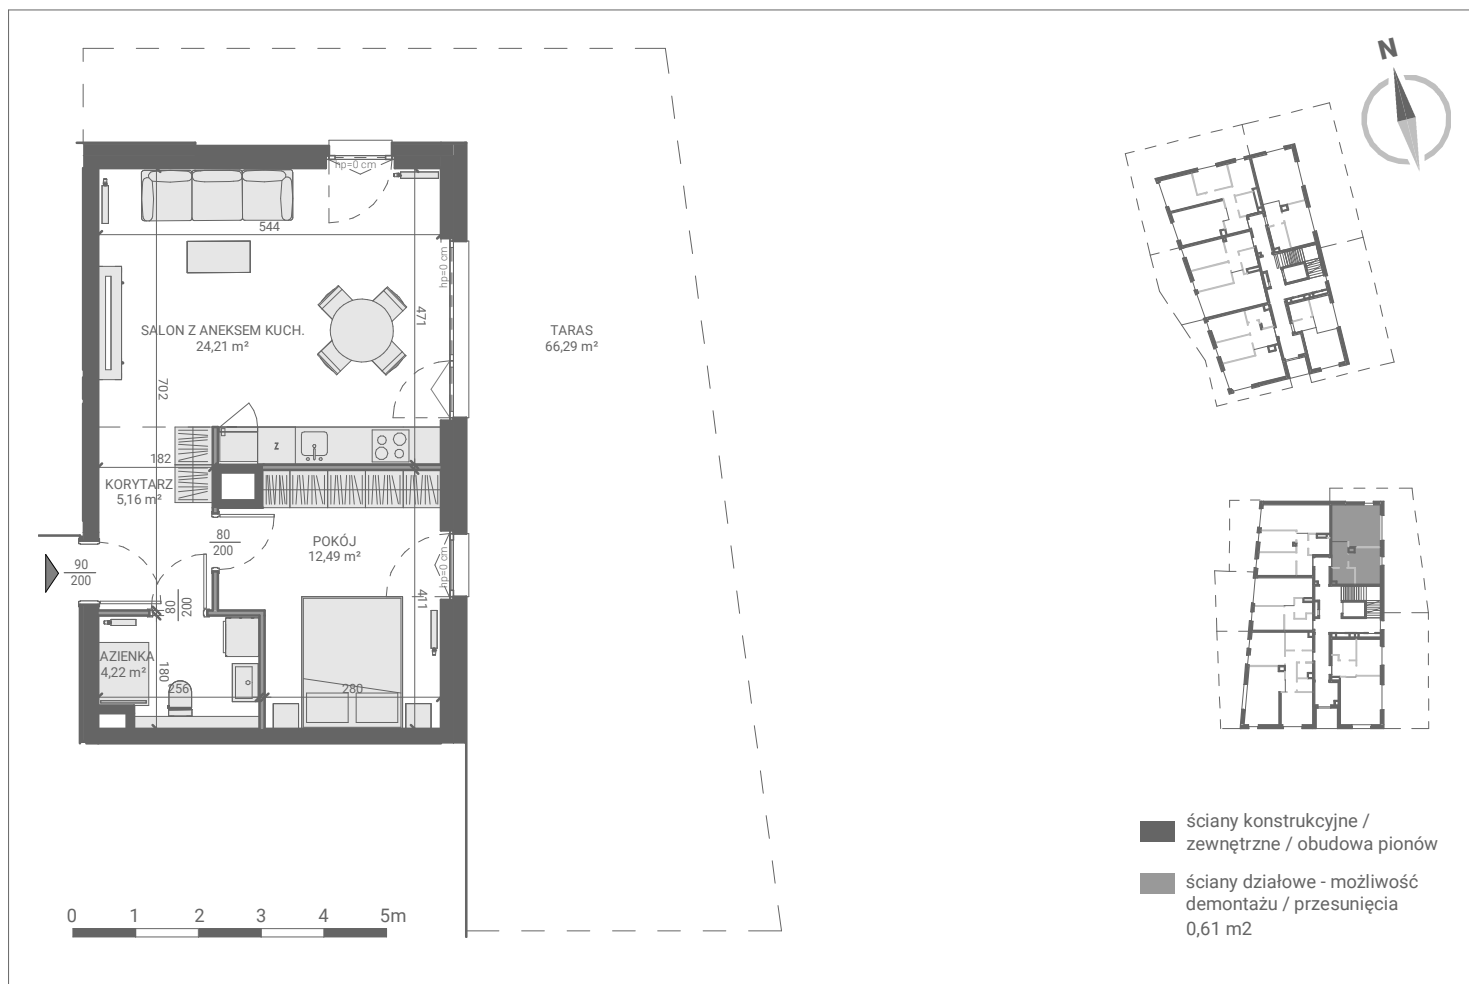 N
hp=0 cm
544
hp=0 cm
471
SALON Z ANEKSEM KUCH.
24,21 m²
TARAS
66,29 m²
702
z
182
KORYTARZ
5,16 m²
80
200
POKÓJ
12,49 m²
hp=0 cm
90
200
80
200
411
AZIENKA
4,22 m²
180
256
280
0 1 2 3 4 5m
ściany konstrukcyjne /
zewnętrzne / obudowa pionów
ściany działowe - możliwość
demontażu / przesunięcia
0,61 m2